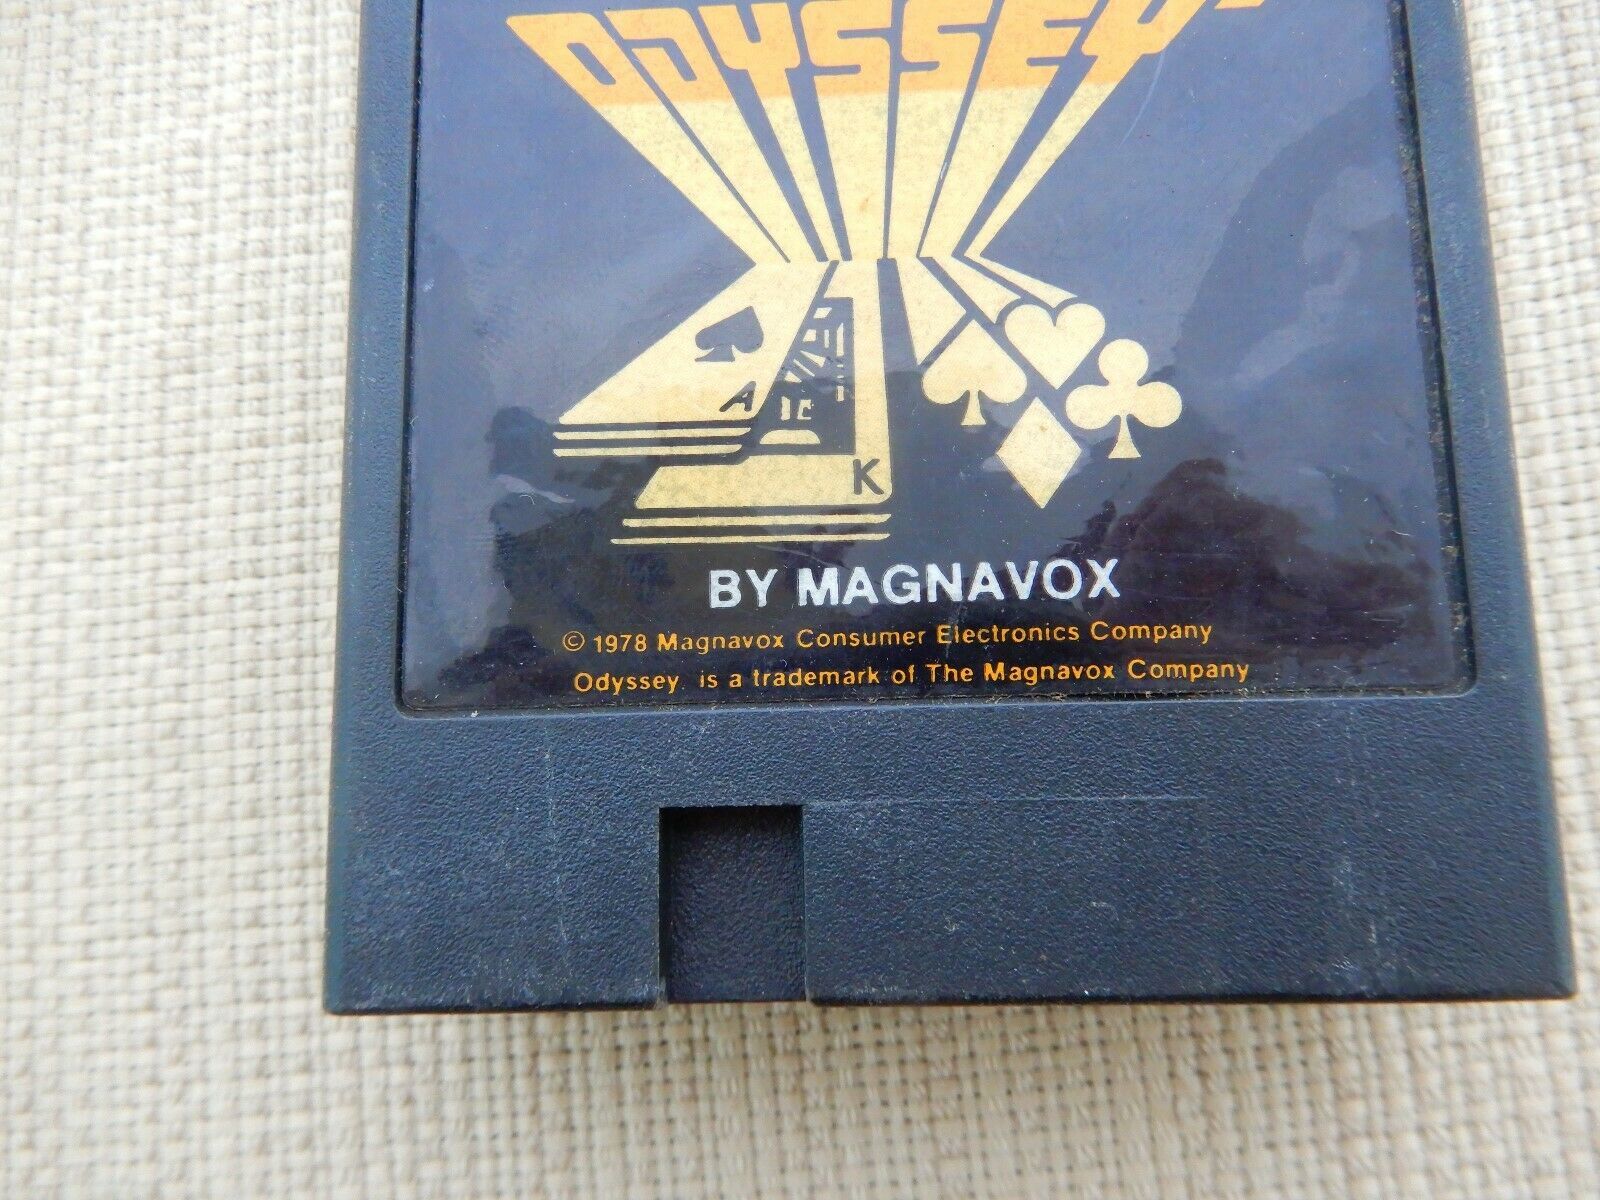 ODYSSEY
A
K
BY MAGNAVOX
© 1978 Magnavox Consumer Electronics Company
Odyssey is a trademark of The Magnavox Company